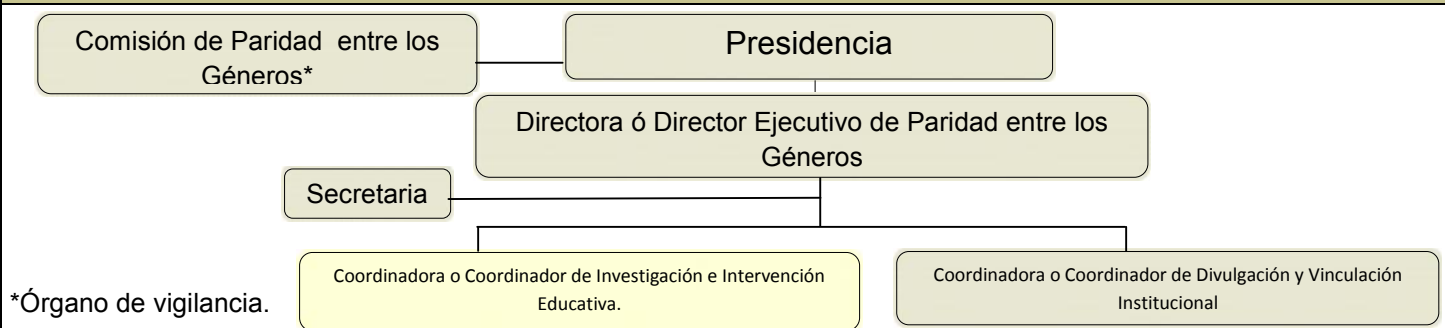 Comisión de Paridad entre los
Géneros*
Presidencia
Directora ó Director Ejecutivo de Paridad entre los
Géneros
Secretaria
Coordinadora o Coordinador de Investigación e Intervención
Educativa.
Coordinadora o Coordinador de Divulgación y Vinculación
Institucional
*Órgano de vigilancia.